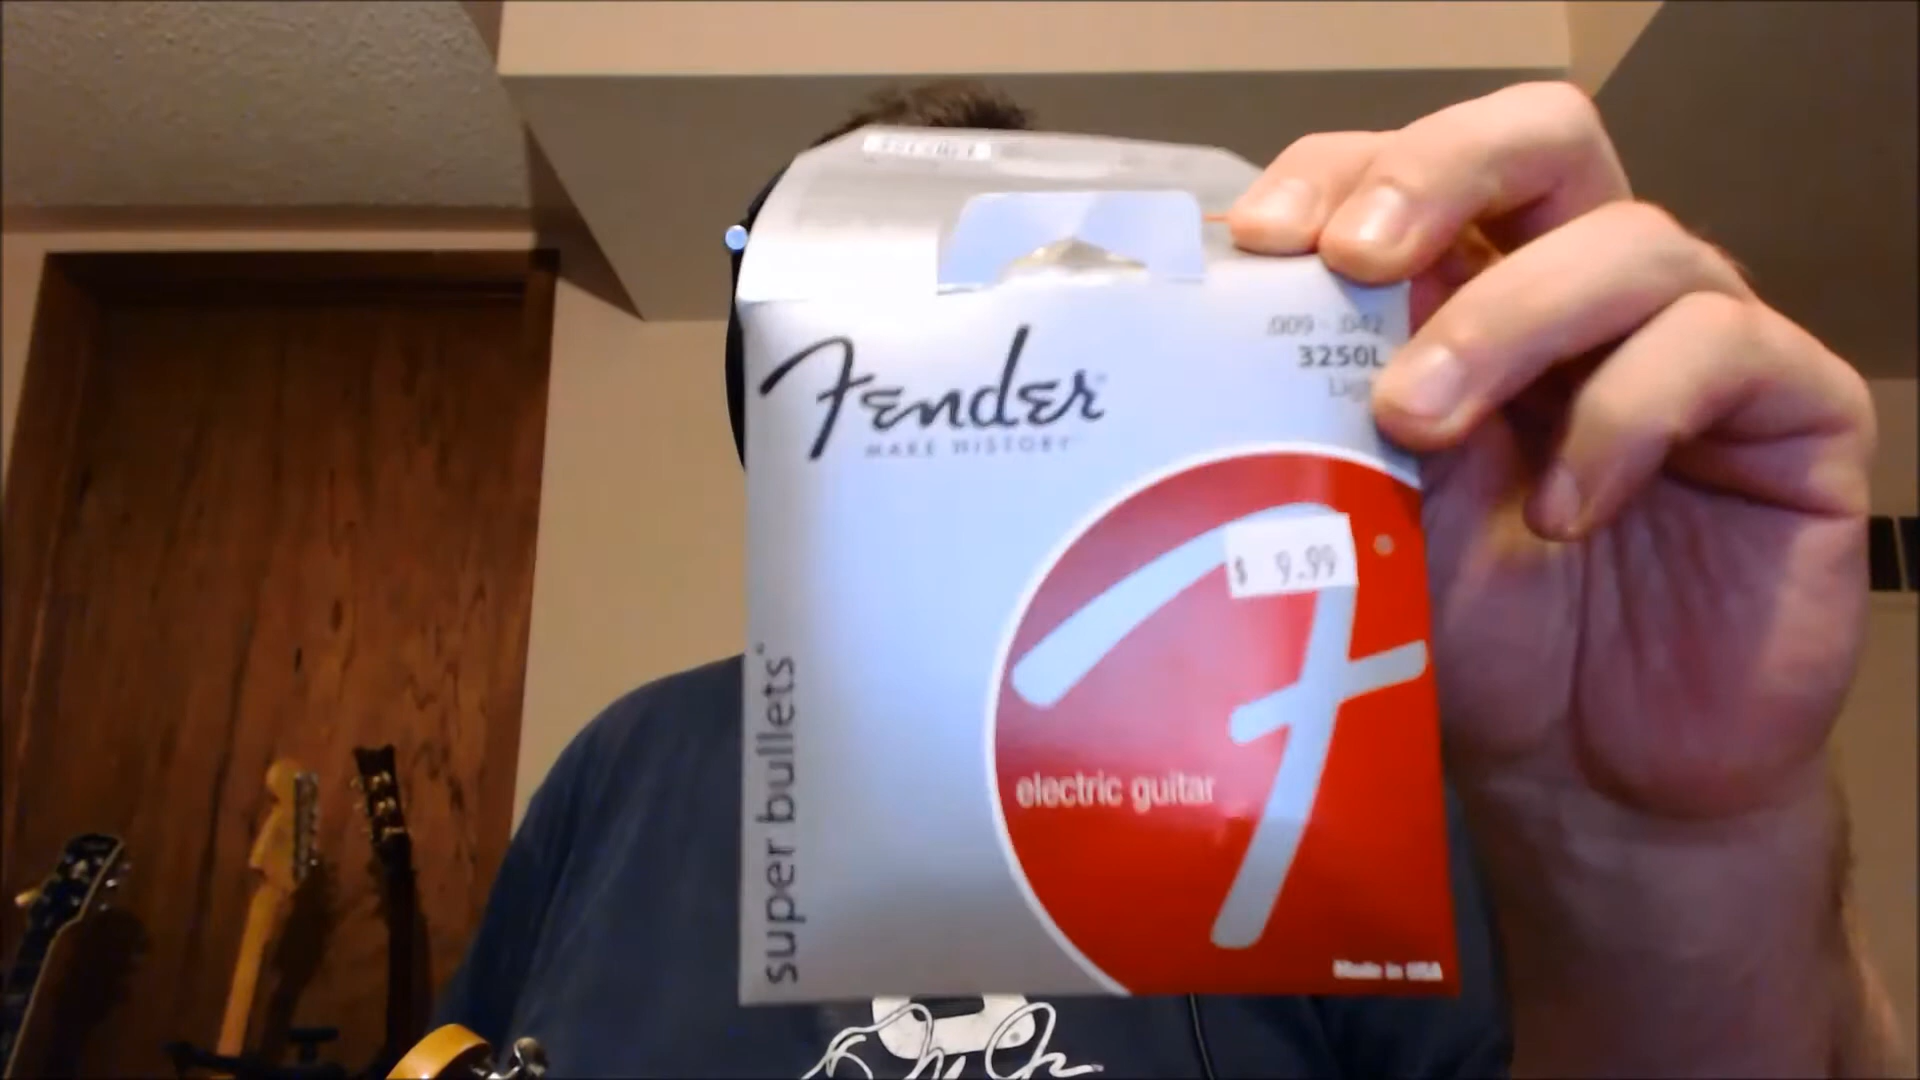 Fender
MAKE HISTORY
.009 - .042
3250L
$ 9.99
electric guitar
super bullets
Made in USA